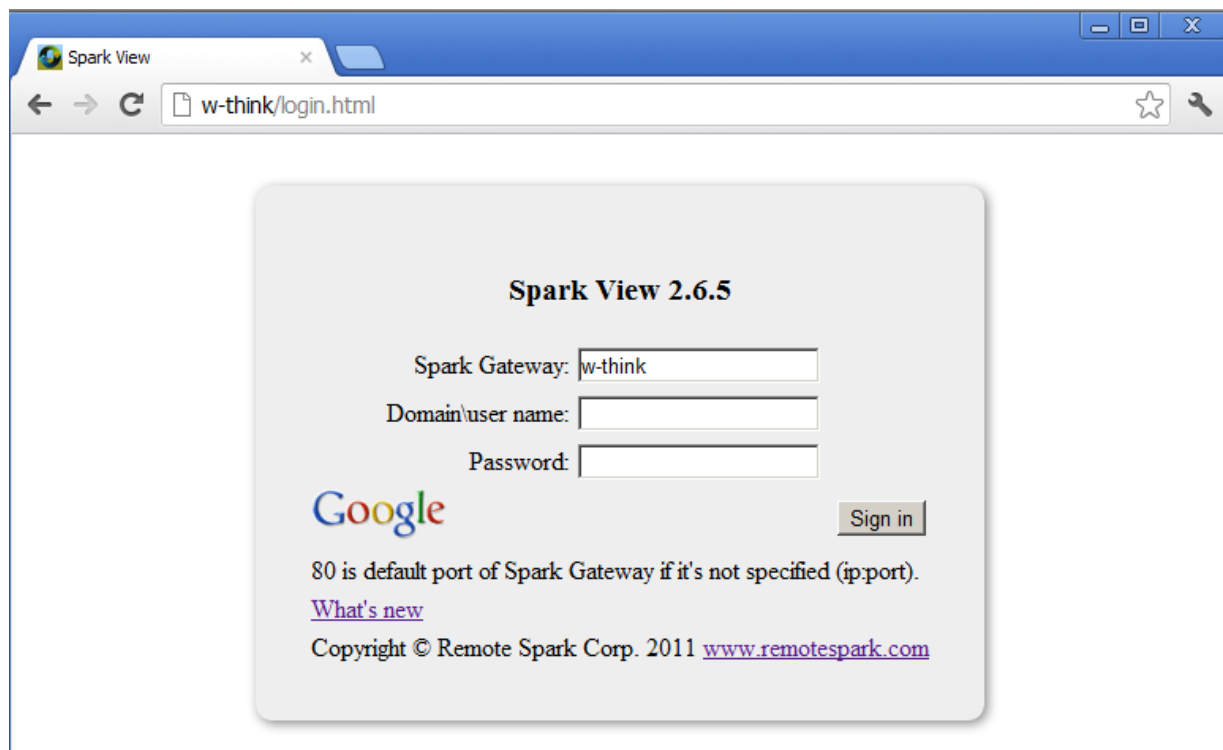 Spark View
w-think/login.html
Spark View 2.6.5
Spark Gateway: w-think
Domain\user name:
Password:
Google
Sign in
80 is default port of Spark Gateway if it's not specified (ip:port).
What's new
Copyright © Remote Spark Corp. 2011 www.remotespark.com